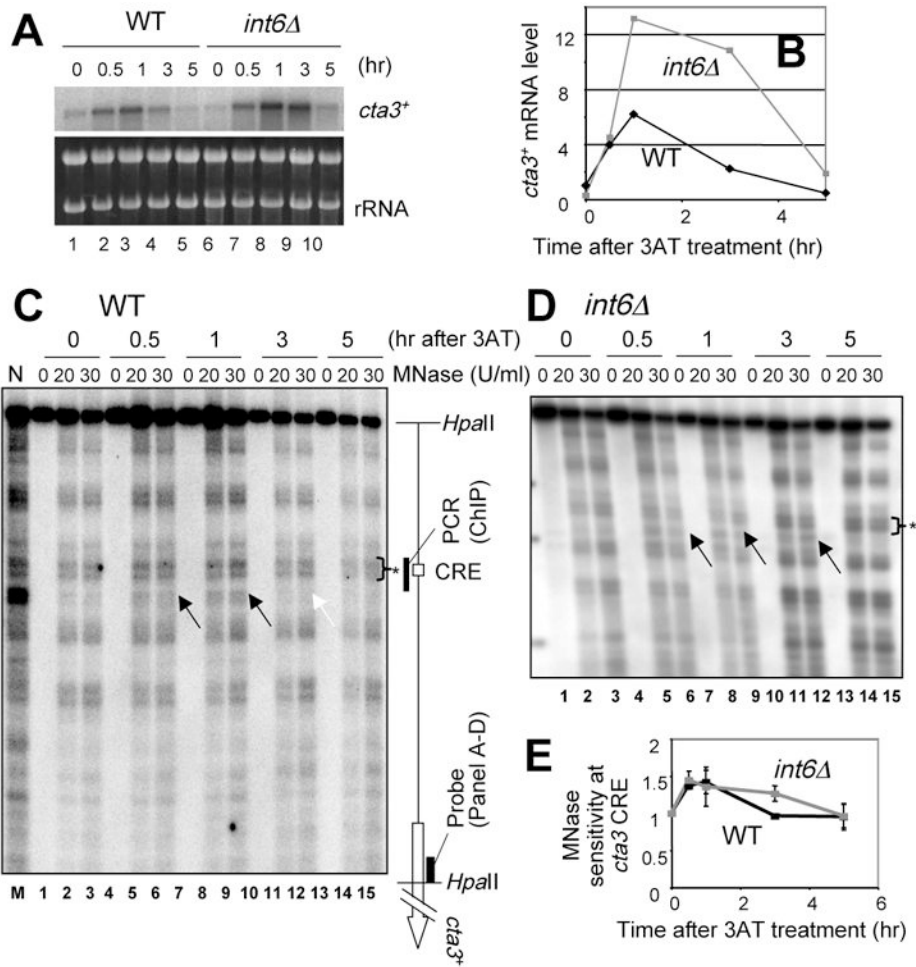 A
WT int6Δ
0 0.5 1 3 5 0 0.5 1 3 5 (hr)
cta3+
rRNA
1 2 3 4 5 6 7 8 9 10
B
cta3+ mRNA level
12
8
4
0
int6Δ
WT
0 2 4
Time after 3AT treatment (hr)
C
WT
0 0.5 1 3 5 (hr after 3AT)
N 0 20 30 0 20 30 0 20 30 0 20 30 0 20 30 MNase (U/ml)
HpaII
PCR
(ChIP)
*
CRE
Probe
(Panel A-D)
HpaII
cta3+
M 1 2 3 4 5 6 7 8 9 10 11 12 13 14 15
D
int6Δ
0 0.5 1 3 5
0 20 30 0 20 30 0 20 30 0 20 30 0 20 30
*
1 2 3 4 5 6 7 8 9 10 11 12 13 14 15
E
MNase
sensitivity at
cta3 CRE
2
1.5
1
0.5
0
int6Δ
WT
0 2 4 6
Time after 3AT treatment (hr)